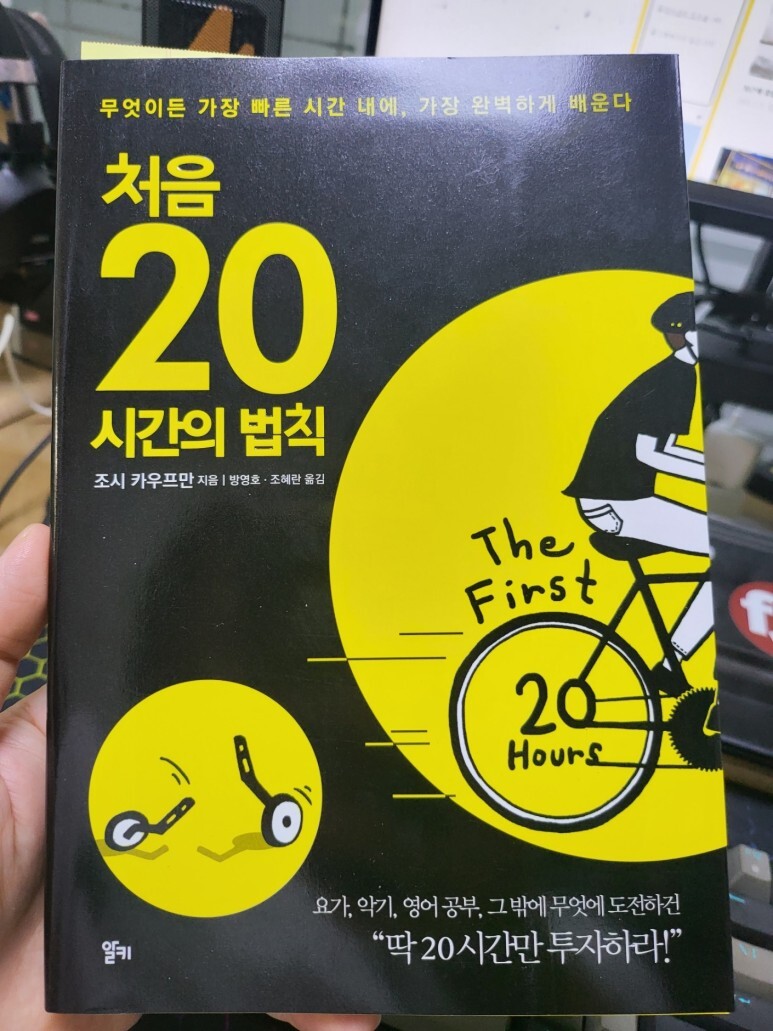 무엇이든 가장 빠른 시간 내에, 가장 완벽하게 배운다
처음
20
시간의 법칙
조시 카우프만 지음 | 방영호 · 조혜란 옮김
The
First
20
Hours
요가, 악기, 영어 공부, 그 밖에 무엇에 도전하건
“딱 20시간만 투자하라!”
알키